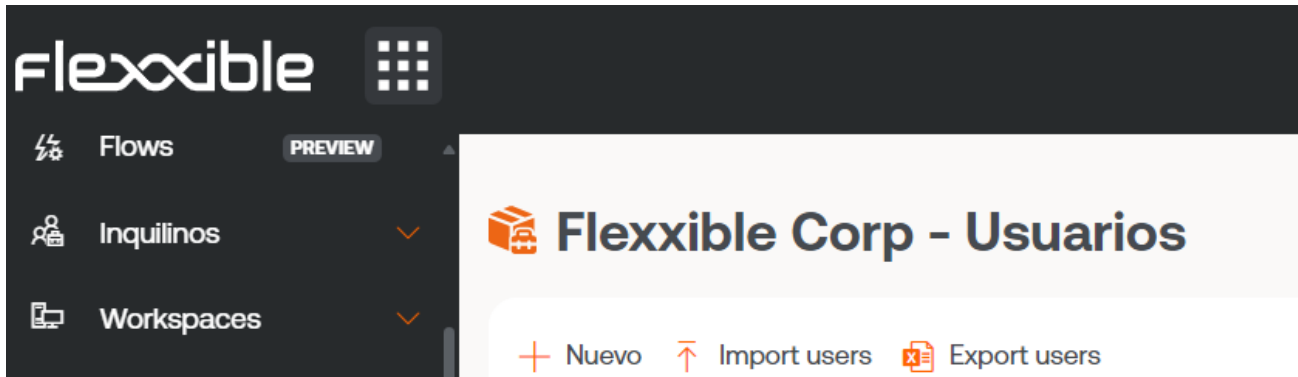 Flexxible
Flows PREVIEW
Inquilinos
Workspaces
Flexxible Corp - Usuarios
Nuevo Import users Export users